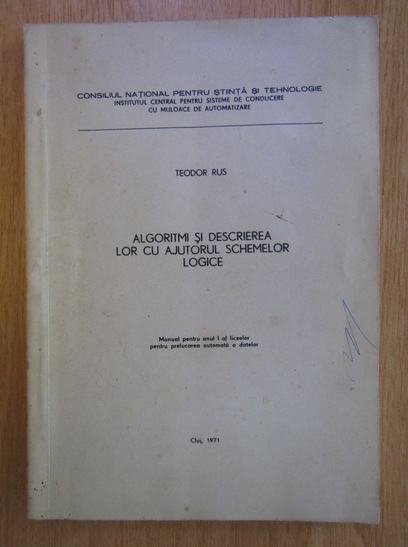 CONSILIUL NAȚIONAL PENTRU ȘTIINȚĂ ȘI TEHNOLOGIE
INSTITUTUL CENTRAL PENTRU SISTEME DE CONDUCERE
CU MIJLOACE DE AUTOMATIZARE
TEODOR RUS
ALGORITMI ȘI DESCRIEREA
LOR CU AJUTORUL SCHEMELOR
LOGICE
Manual pentru anul I al liceelor
pentru prelucarea automată a datelor
Cluj, 1971